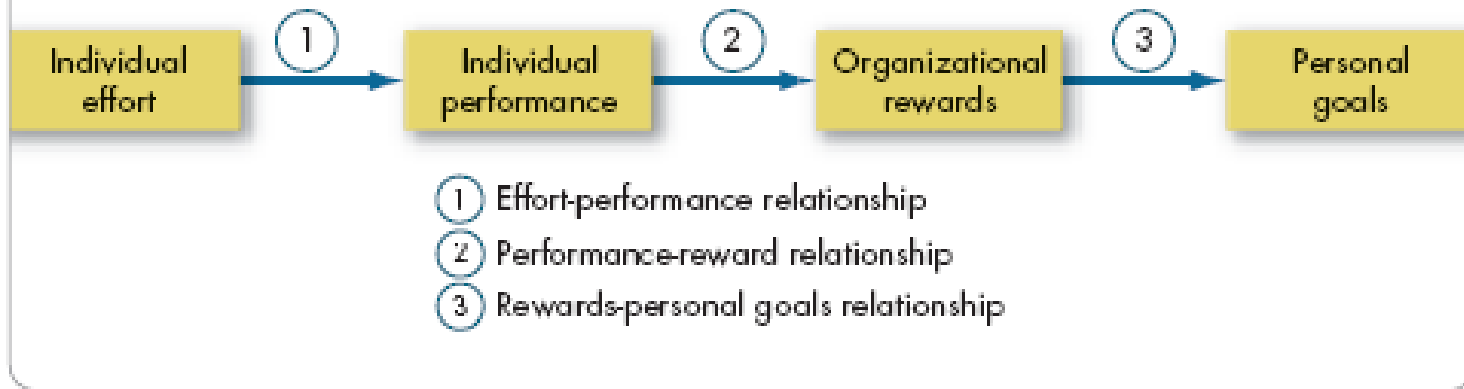 1
2
3
Individual
effort
Individual
performance
Organizational
rewards
Personal
goals
1 Effort-performance relationship
2 Performance-reward relationship
3 Rewards-personal goals relationship